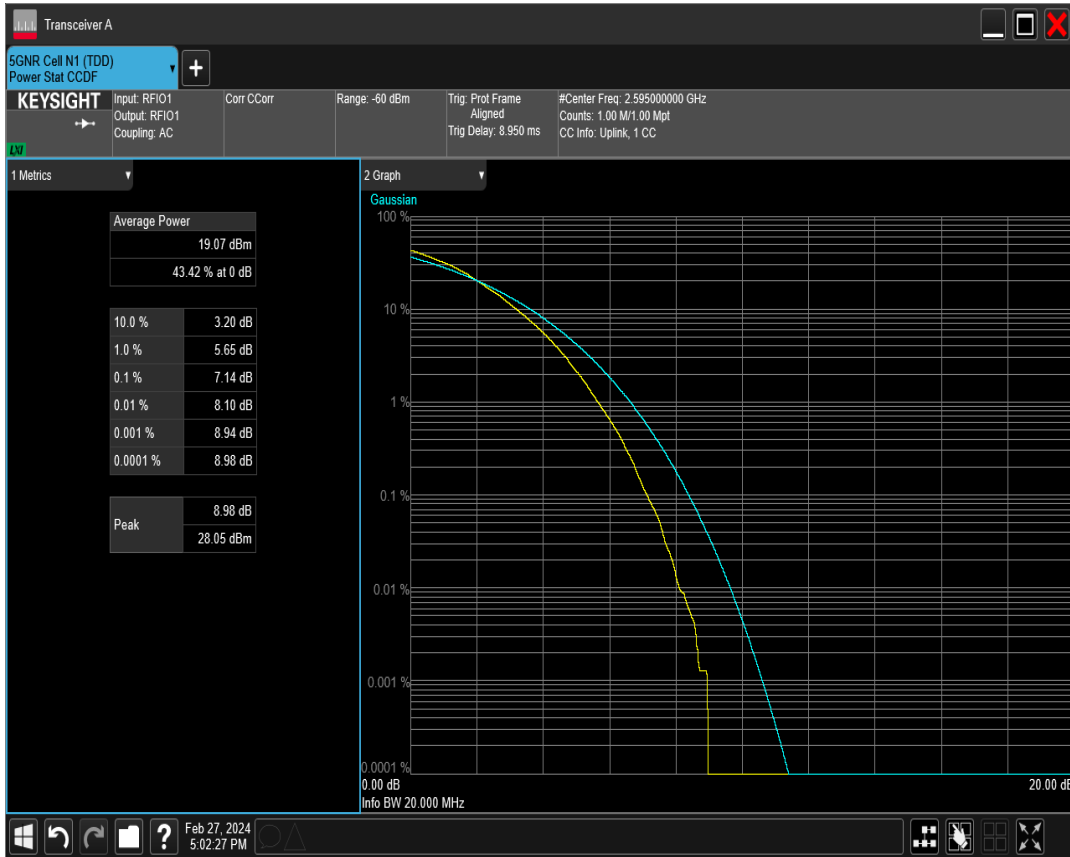 Transceiver A
5GNR Cell N1 (TDD)
Power Stat CCDF
KEYSIGHT
LXI
Input: RFIO1
Output: RFIO1
Coupling: AC
Corr CCorr
Range: -60 dBm
Trig: Prot Frame
Aligned
Trig Delay: 8.950 ms
#Center Freq: 2.595000000 GHz
Counts: 1.00 M/1.00 Mpt
CC Info: Uplink, 1 CC
1 Metrics
Average Power
19.07 dBm
43.42 % at 0 dB
10.0 % 3.20 dB
1.0 % 5.65 dB
0.1 % 7.14 dB
0.01 % 8.10 dB
0.001 % 8.94 dB
0.0001 % 8.98 dB
Peak
8.98 dB
28.05 dBm
2 Graph
Gaussian
100 %
10 %
1 %
0.1 %
0.01 %
0.001 %
0.0001 %
0.00 dB 20.00 dB
Info BW 20.000 MHz
?
Feb 27, 2024
5:02:27 PM